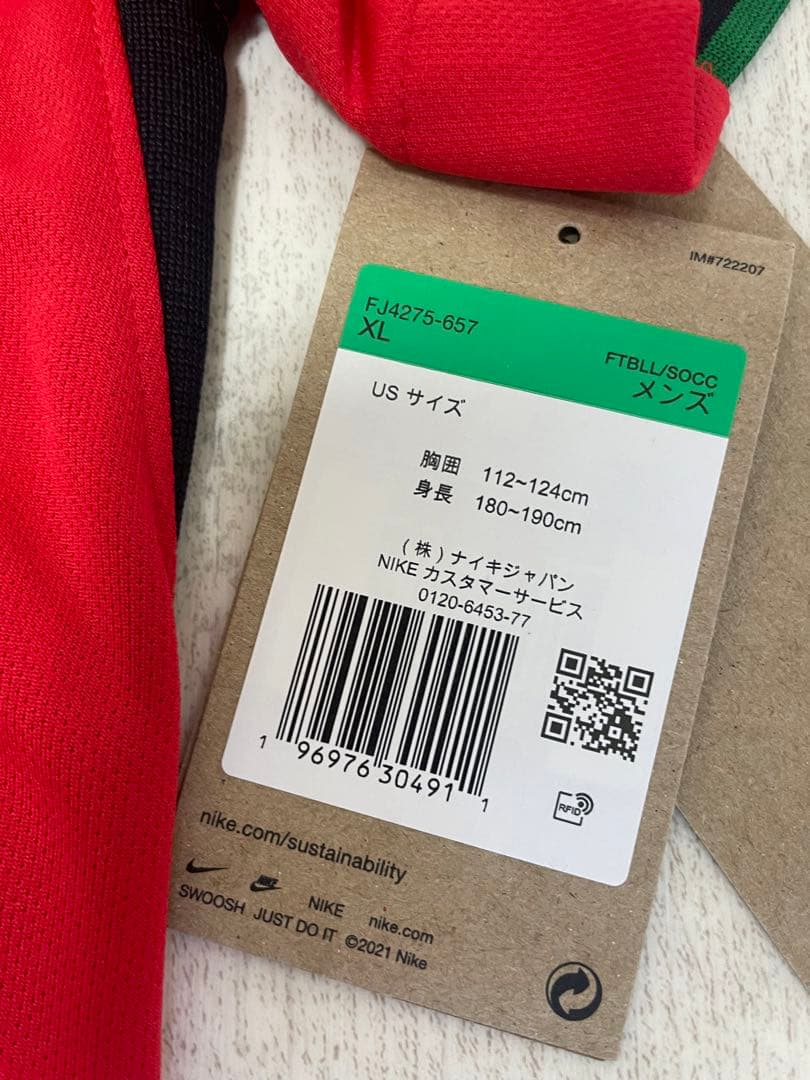 IM#722207
FJ4275-657
XL
FTBLL/SOCC
メンズ
US サイズ
胸囲 112~124cm
身長 180~190cm
(株)ナイキジャパン
NIKE カスタマーサービス
0120-6453-77
1 96976 30491 1
RFID
nike.com/sustainability
NIKE nike.com
SWOOSH JUST DO IT ©2021 Nike